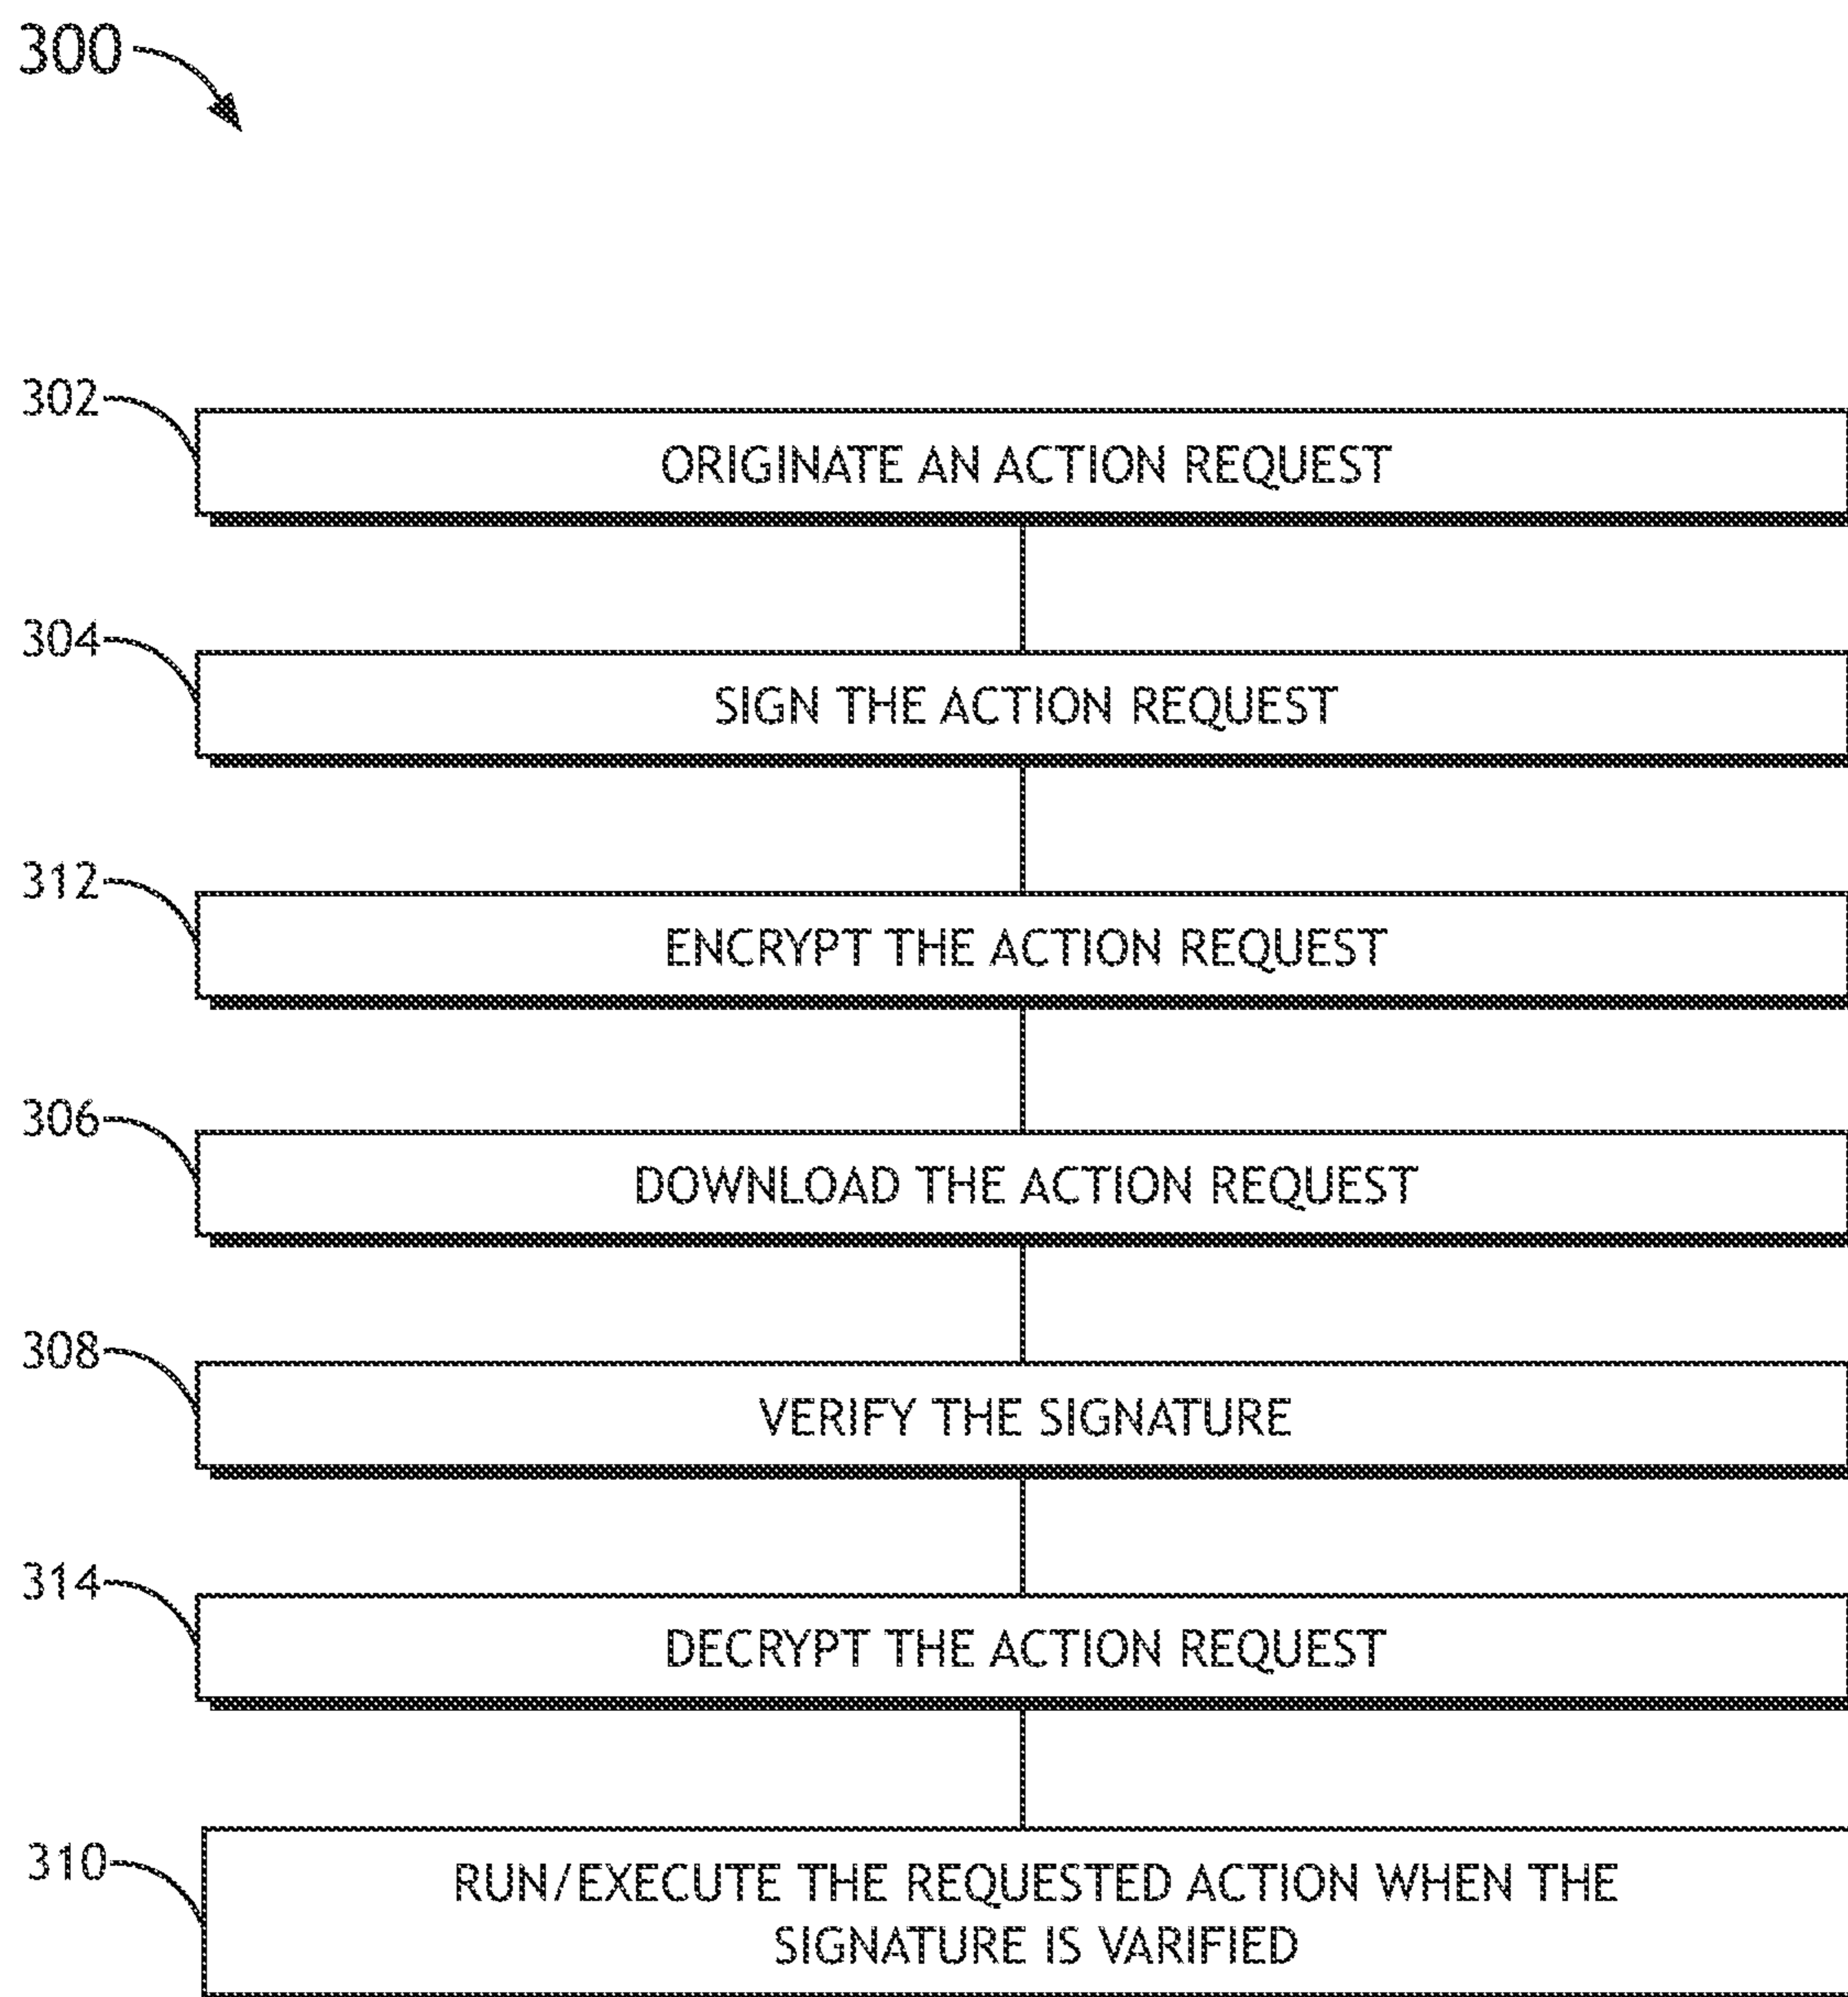 300
302
ORIGINATE AN ACTION REQUEST
304
SIGN THE ACTION REQUEST
312
ENCRYPT THE ACTION REQUEST
306
DOWNLOAD THE ACTION REQUEST
308
VERIFY THE SIGNATURE
314
DECRYPT THE ACTION REQUEST
310
RUN/EXECUTE THE REQUESTED ACTION WHEN THE
SIGNATURE IS VARIFIED